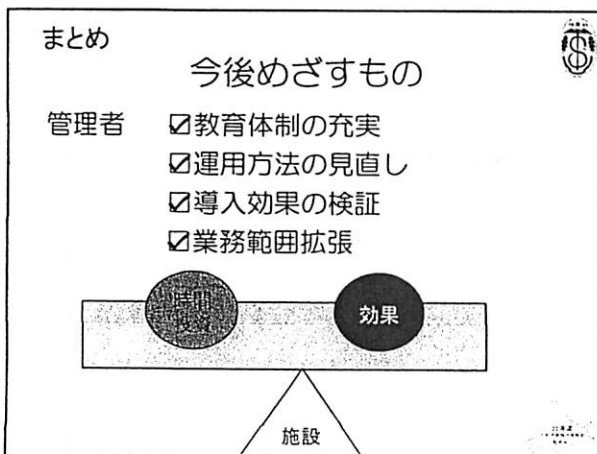 まとめ
今後めざすもの
管理者
☑教育体制の充実
☑運用方法の見直し
☑導入効果の検証
☑業務範囲拡張
時間
効果
施設